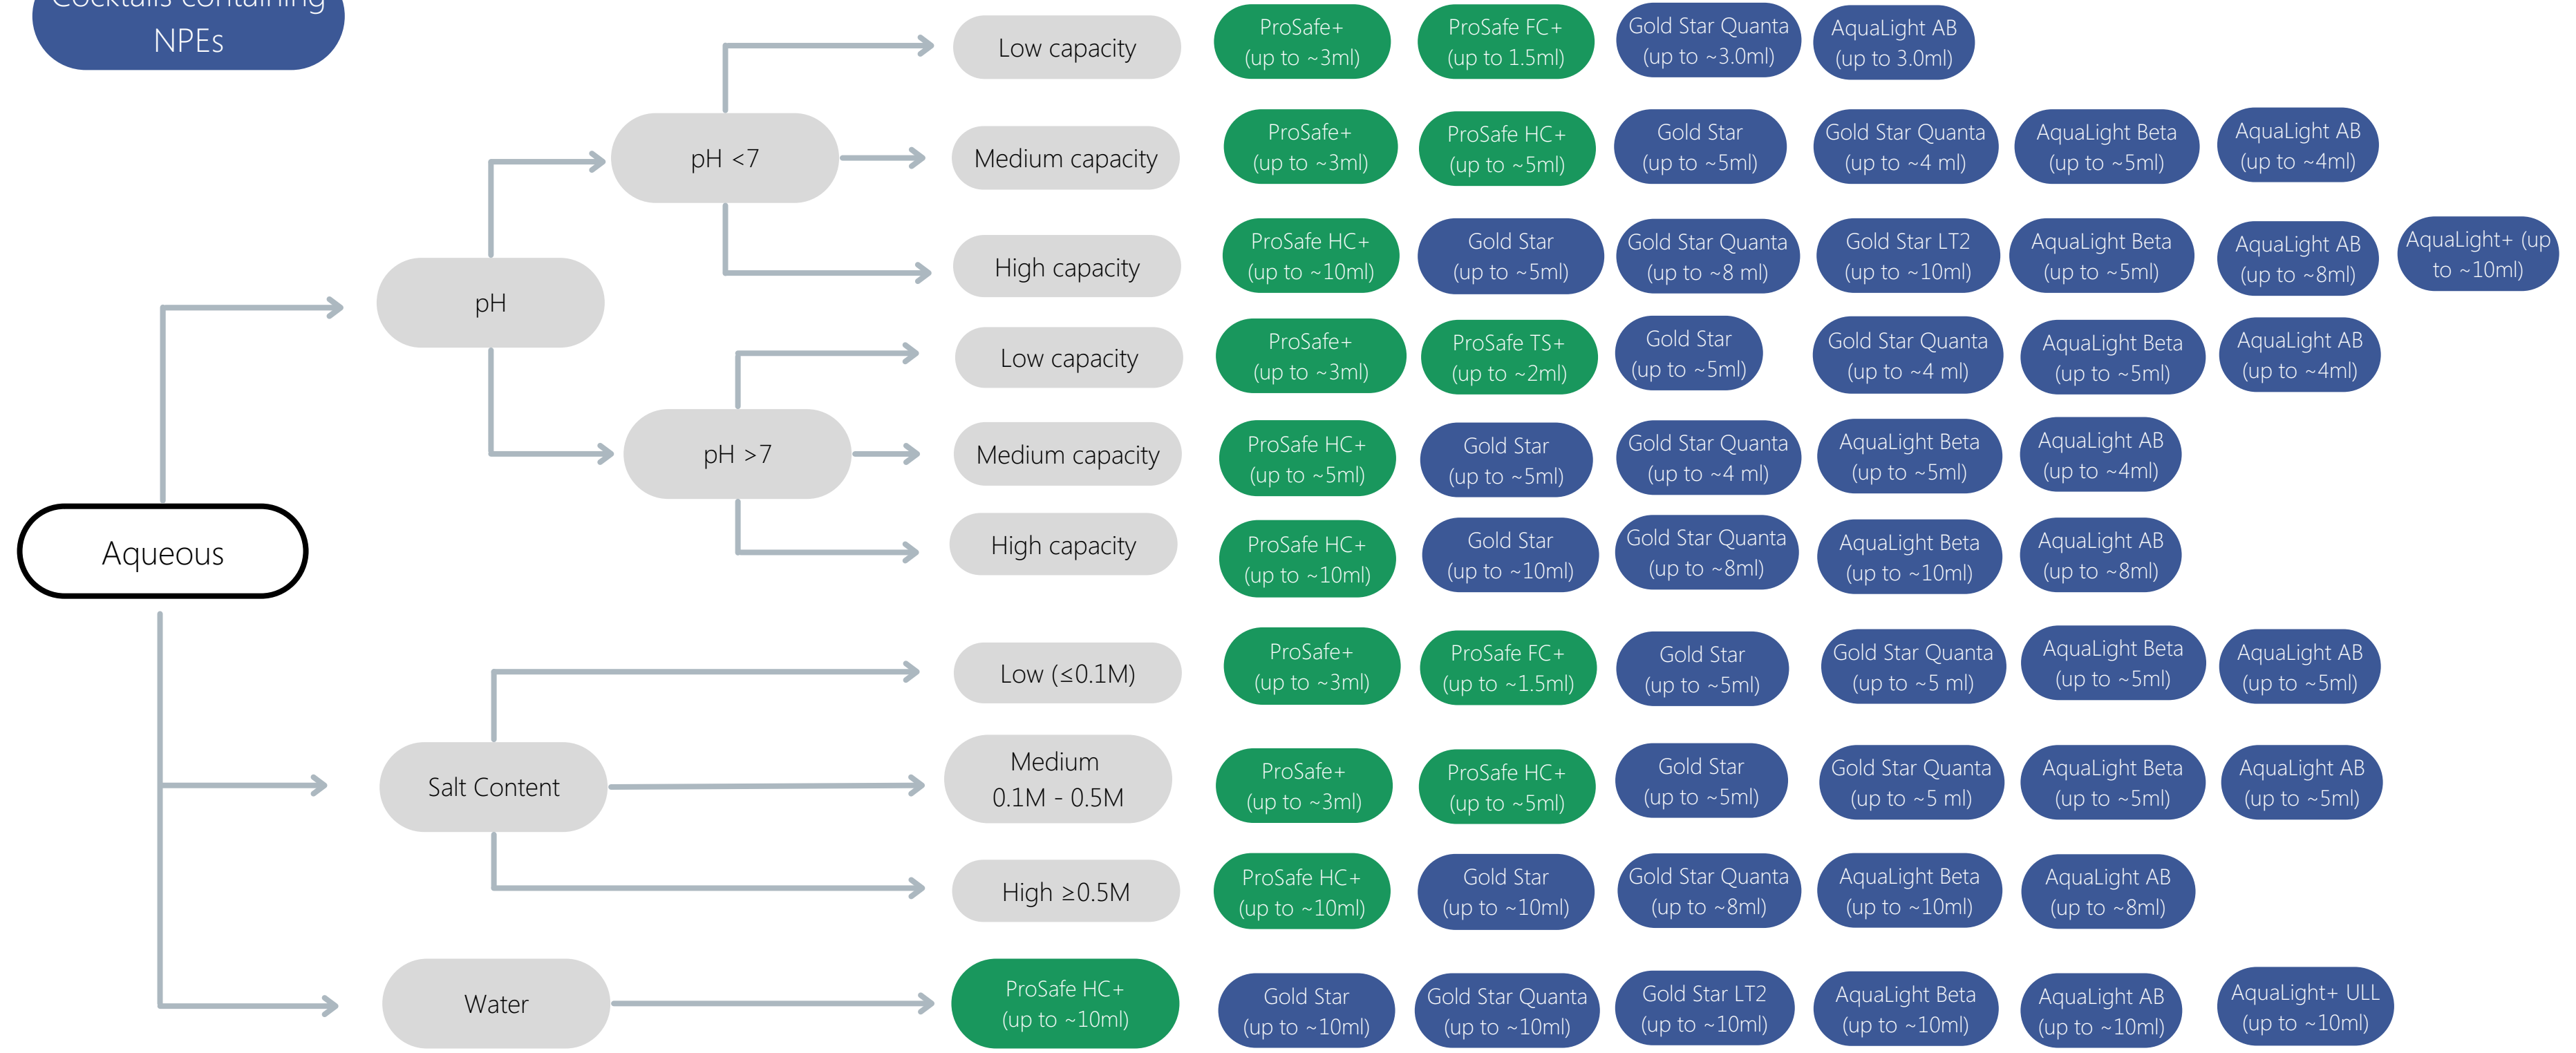 Cocktails containing
NPEs
Low capacity
ProSafe+
(up to ~3ml)
ProSafe FC+
(up to 1.5ml)
Gold Star Quanta
(up to ~3.0ml)
AquaLight AB
(up to 3.0ml)
pH <7
Medium capacity
ProSafe+
(up to ~3ml)
ProSafe HC+
(up to ~5ml)
Gold Star
(up to ~5ml)
Gold Star Quanta
(up to ~4 ml)
AquaLight Beta
(up to ~5ml)
AquaLight AB
(up to ~4ml)
High capacity
ProSafe HC+
(up to ~10ml)
Gold Star
(up to ~5ml)
Gold Star Quanta
(up to ~8 ml)
Gold Star LT2
(up to ~10ml)
AquaLight Beta
(up to ~5ml)
AquaLight AB
(up to ~8ml)
AquaLight+ (up
to ~10ml)
pH
Low capacity
ProSafe+
(up to ~3ml)
ProSafe TS+
(up to ~2ml)
Gold Star
(up to ~5ml)
Gold Star Quanta
(up to ~4 ml)
AquaLight Beta
(up to ~5ml)
AquaLight AB
(up to ~4ml)
pH >7
Medium capacity
ProSafe HC+
(up to ~5ml)
Gold Star
(up to ~5ml)
Gold Star Quanta
(up to ~4 ml)
AquaLight Beta
(up to ~5ml)
AquaLight AB
(up to ~4ml)
Aqueous
High capacity
ProSafe HC+
(up to ~10ml)
Gold Star
(up to ~10ml)
Gold Star Quanta
(up to ~8ml)
AquaLight Beta
(up to ~10ml)
AquaLight AB
(up to ~8ml)
Low (≤0.1M)
ProSafe+
(up to ~3ml)
ProSafe FC+
(up to ~1.5ml)
Gold Star
(up to ~5ml)
Gold Star Quanta
(up to ~5 ml)
AquaLight Beta
(up to ~5ml)
AquaLight AB
(up to ~5ml)
Salt Content
Medium
0.1M - 0.5M
ProSafe+
(up to ~3ml)
ProSafe HC+
(up to ~5ml)
Gold Star
(up to ~5ml)
Gold Star Quanta
(up to ~5 ml)
AquaLight Beta
(up to ~5ml)
AquaLight AB
(up to ~5ml)
High ≥0.5M
ProSafe HC+
(up to ~10ml)
Gold Star
(up to ~10ml)
Gold Star Quanta
(up to ~8ml)
AquaLight Beta
(up to ~10ml)
AquaLight AB
(up to ~8ml)
Water
ProSafe HC+
(up to ~10ml)
Gold Star
(up to ~10ml)
Gold Star Quanta
(up to ~10ml)
Gold Star LT2
(up to ~10ml)
AquaLight Beta
(up to ~10ml)
AquaLight AB
(up to ~10ml)
AquaLight+ ULL
(up to ~10ml)